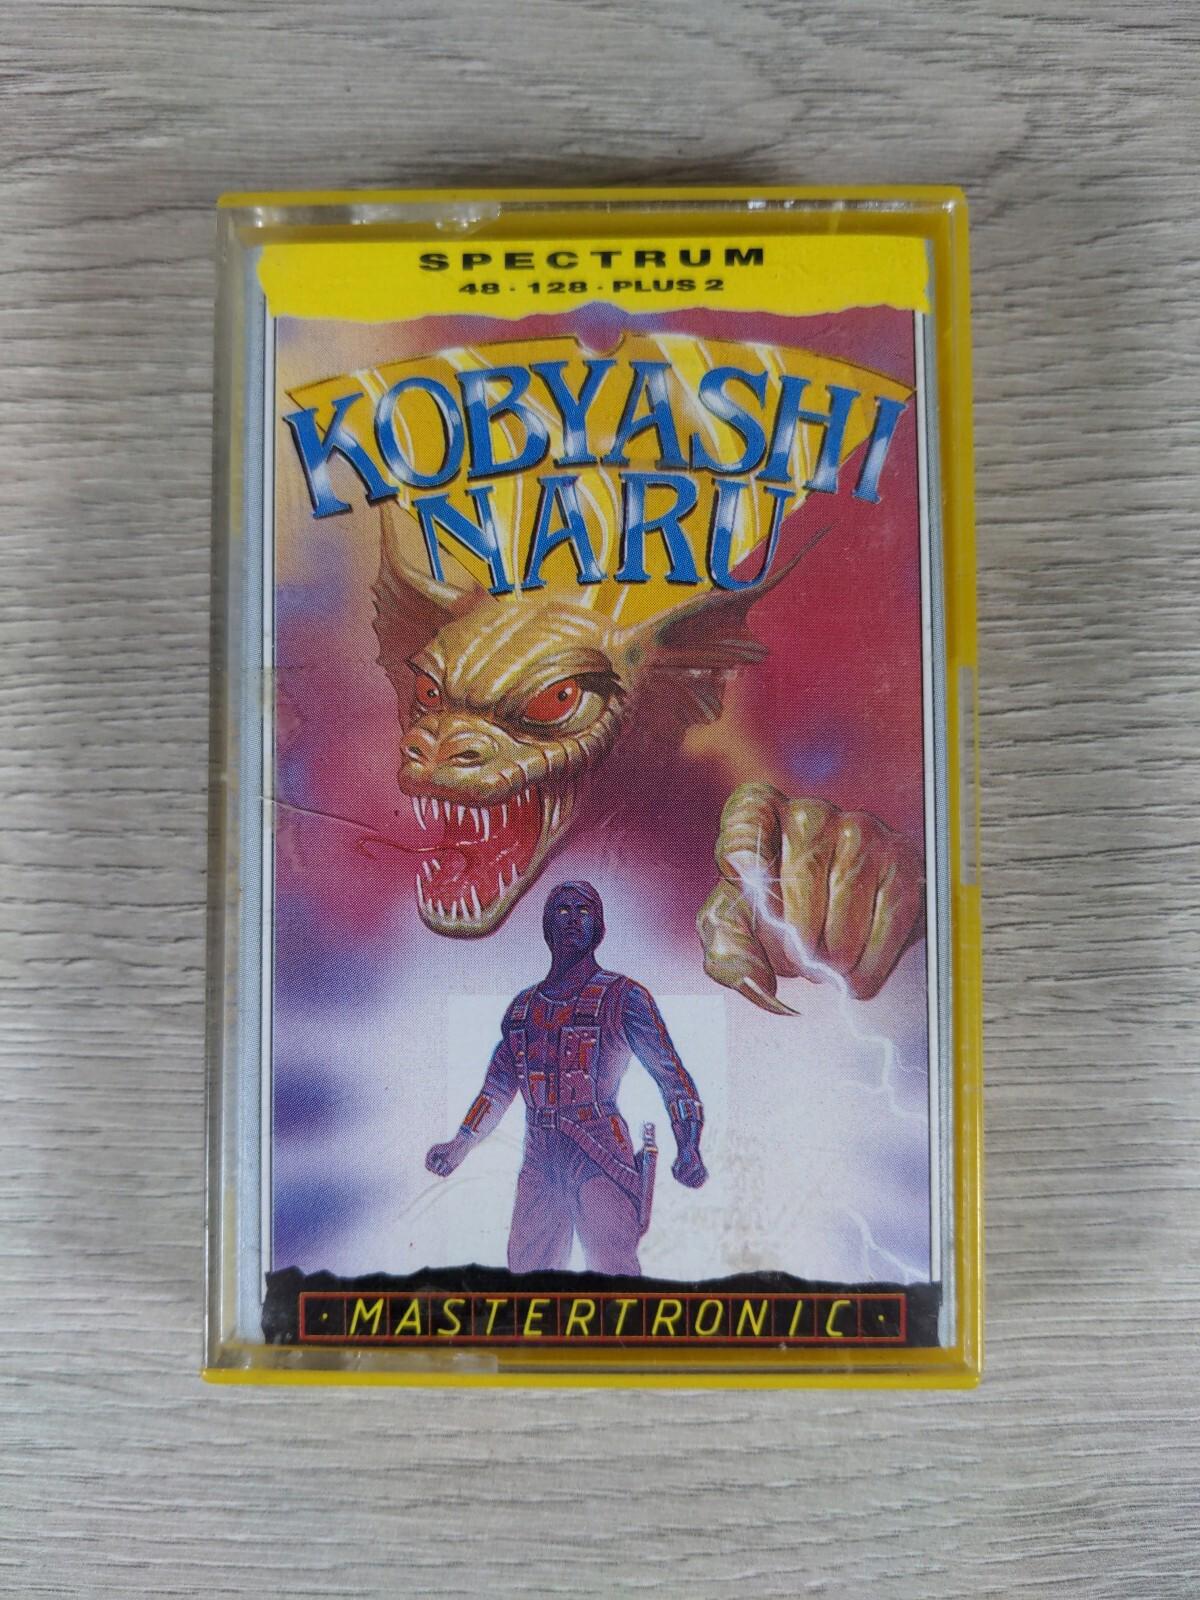 SPECTRUM
48 · 128 · PLUS 2
KOBYASHI
NARU
· MASTERTRONIC ·